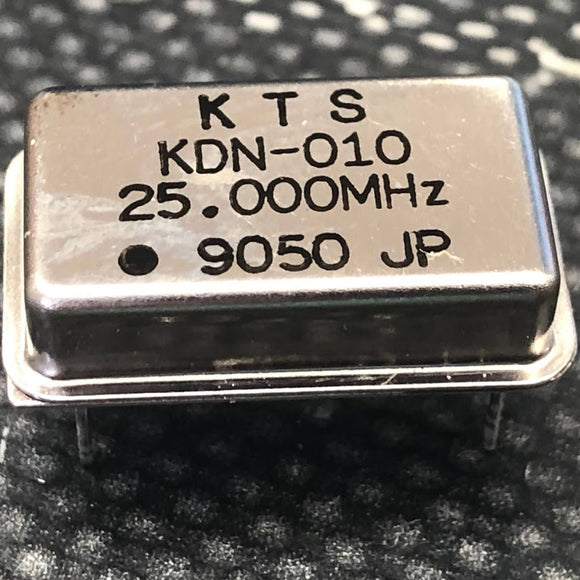 K T S
KDN-010
25.000MHz
9050 JP